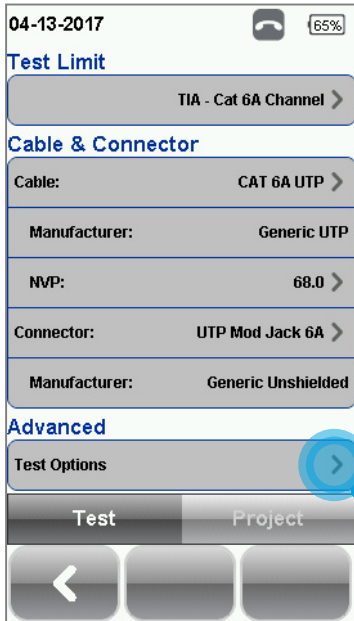 04-13-2017 65%
Test Limit
TIA - Cat 6A Channel
Cable & Connector
Cable: CAT 6A UTP
Manufacturer: Generic UTP
NVP: 68.0
Connector: UTP Mod Jack 6A
Manufacturer: Generic Unshielded
Advanced
Test Options
Test Project